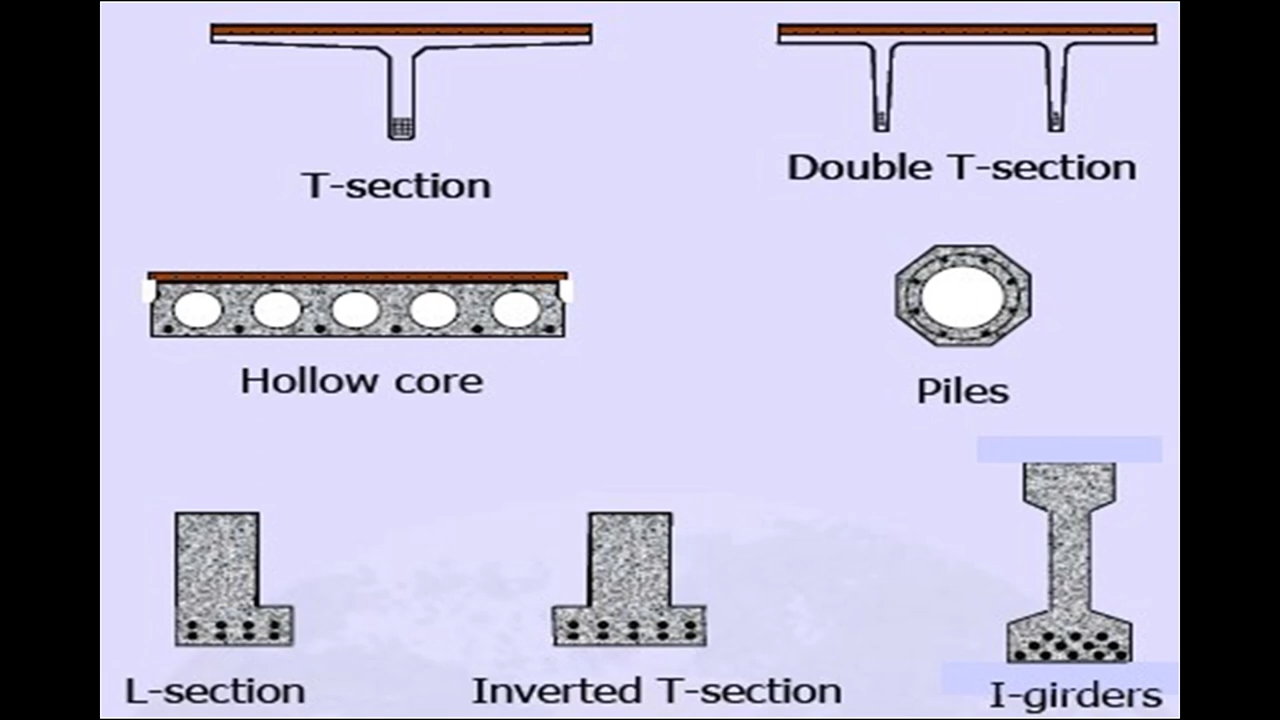 T-section
Double T-section
Hollow core
Piles
L-section
Inverted T-section
I-girders